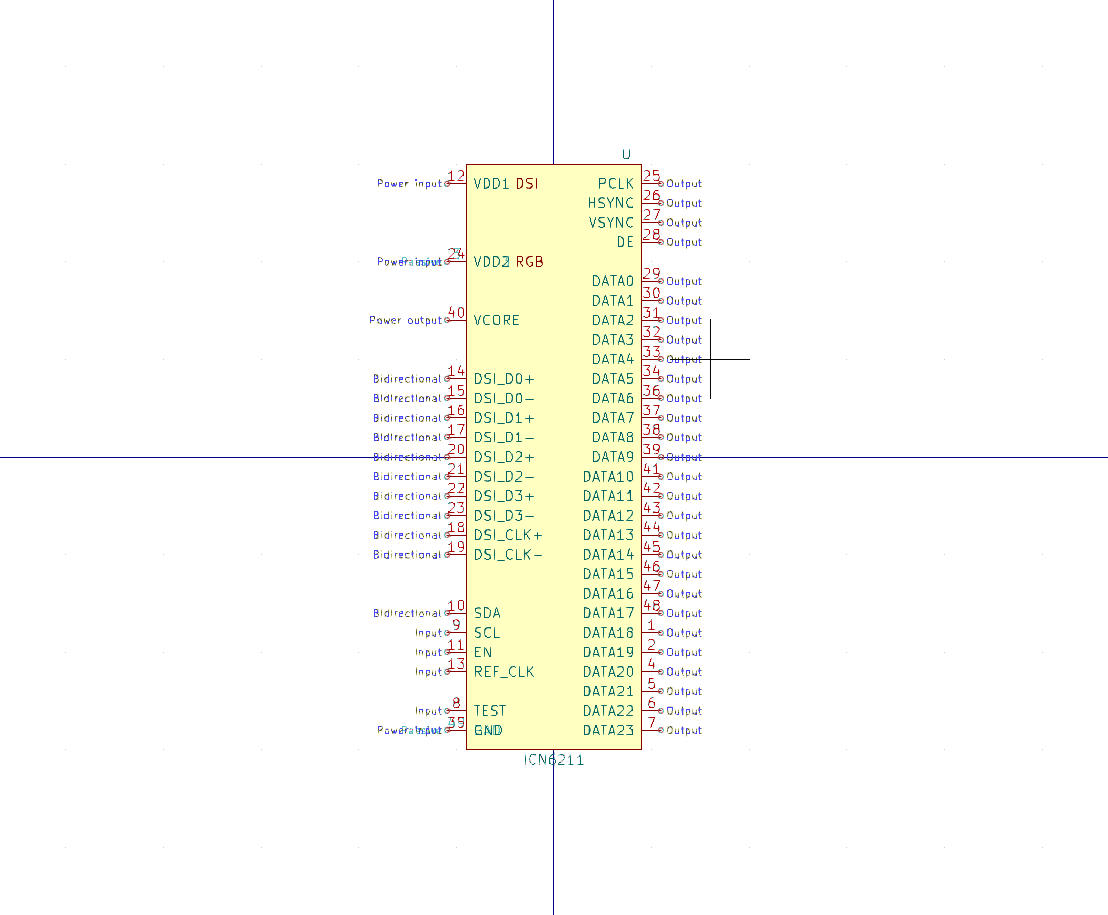 U
Power input 12 VDD1 DSI PCLK 25 Output
HSYNC 26 Output
VSYNC 27 Output
DE 28 Output
Power input 24 VDD2 RGB
DATA0 29 Output
DATA1 30 Output
Power output 40 VCORE DATA2 31 Output
DATA3 32 Output
DATA4 33 Output
Bidirectional 14 DSI_D0+ DATA5 34 Output
Bidirectional 15 DSI_D0- DATA6 36 Output
Bidirectional 16 DSI_D1+ DATA7 37 Output
Bidirectional 17 DSI_D1- DATA8 38 Output
Bidirectional 20 DSI_D2+ DATA9 39 Output
Bidirectional 21 DSI_D2- DATA10 41 Output
Bidirectional 22 DSI_D3+ DATA11 42 Output
Bidirectional 23 DSI_D3- DATA12 43 Output
Bidirectional 18 DSI_CLK+ DATA13 44 Output
Bidirectional 19 DSI_CLK- DATA14 45 Output
DATA15 46 Output
DATA16 47 Output
Bidirectional 10 SDA DATA17 48 Output
Input 9 SCL DATA18 1 Output
Input 11 EN DATA19 2 Output
Input 13 REF_CLK DATA20 4 Output
DATA21 5 Output
Input 8 TEST DATA22 6 Output
Power input 35 GND DATA23 7 Output
ICN6211